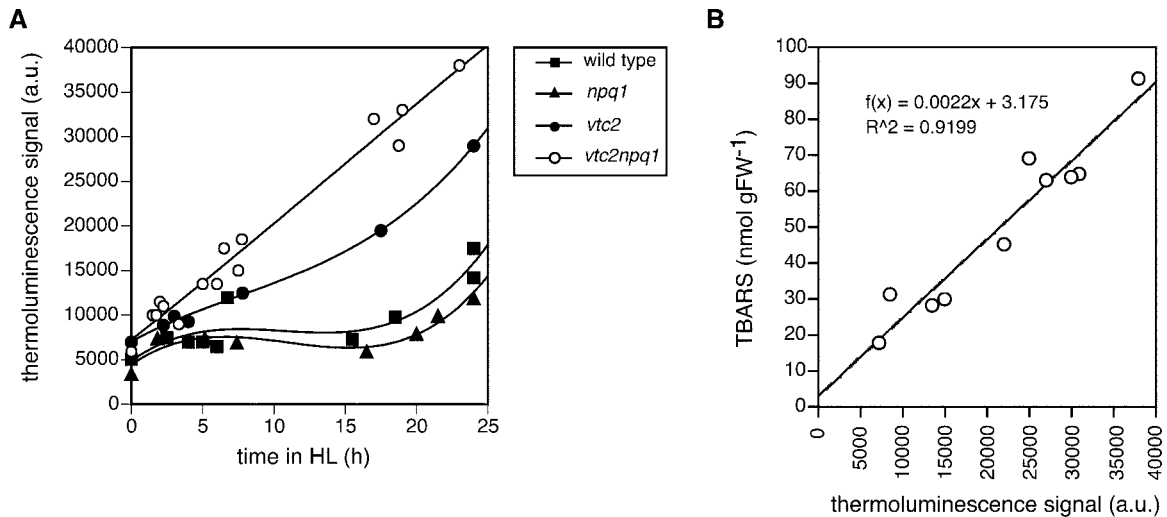 A
B
thermoluminescence signal (a.u.)
40000
35000
30000
25000
20000
15000
10000
5000
0
0
5
10
15
20
25
time in HL (h)
wild type
npq1
vtc2
vtc2npq1
TBARS (nmol gFW-1)
100
90
80
70
60
50
40
30
20
10
0
f(x) = 0.0022x + 3.175
R^2 = 0.9199
0
5000
10000
15000
20000
25000
30000
35000
40000
thermoluminescence signal (a.u.)